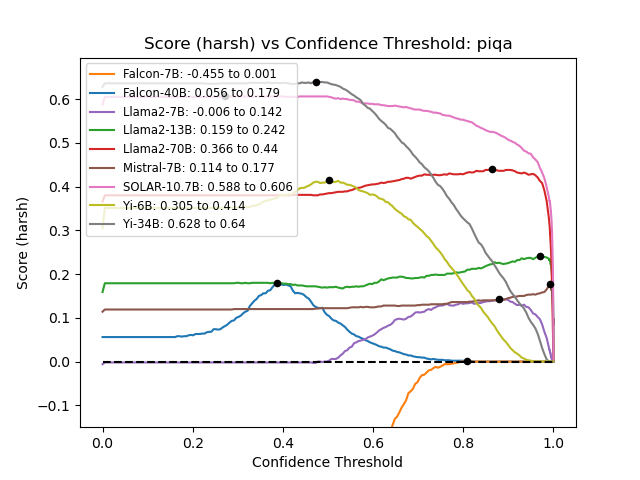 Score (harsh) vs Confidence Threshold: piqa
Falcon-7B: -0.455 to 0.001
Falcon-40B: 0.056 to 0.179
Llama2-7B: -0.006 to 0.142
Llama2-13B: 0.159 to 0.242
Llama2-70B: 0.366 to 0.44
Mistral-7B: 0.114 to 0.177
SOLAR-10.7B: 0.588 to 0.606
Yi-6B: 0.305 to 0.414
Yi-34B: 0.628 to 0.64
Score (harsh)
0.6
0.5
0.4
0.3
0.2
0.1
0.0
−0.1
0.0 0.2 0.4 0.6 0.8 1.0
Confidence Threshold